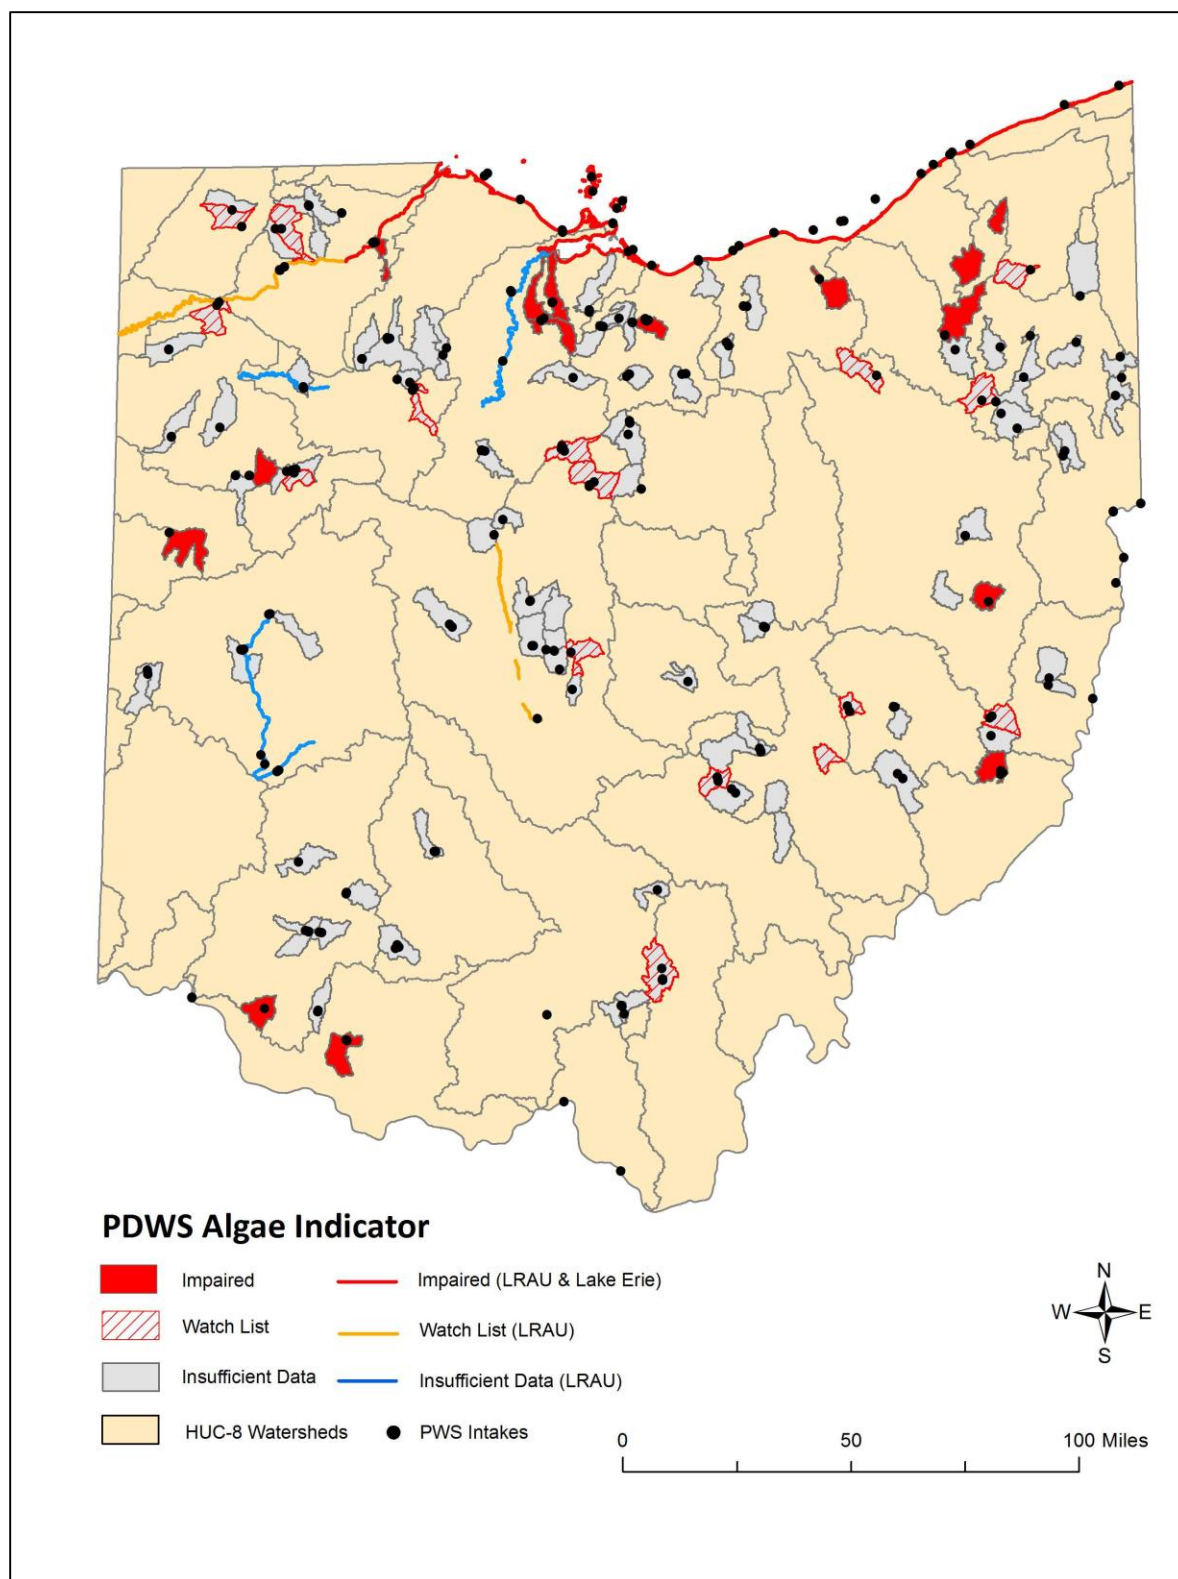 PDWS Algae Indicator
Impaired
Impaired (LRAU & Lake Erie)
Watch List
Watch List (LRAU)
Insufficient Data
Insufficient Data (LRAU)
HUC-8 Watersheds
PWS Intakes
N
W E
S
0 50 100 Miles